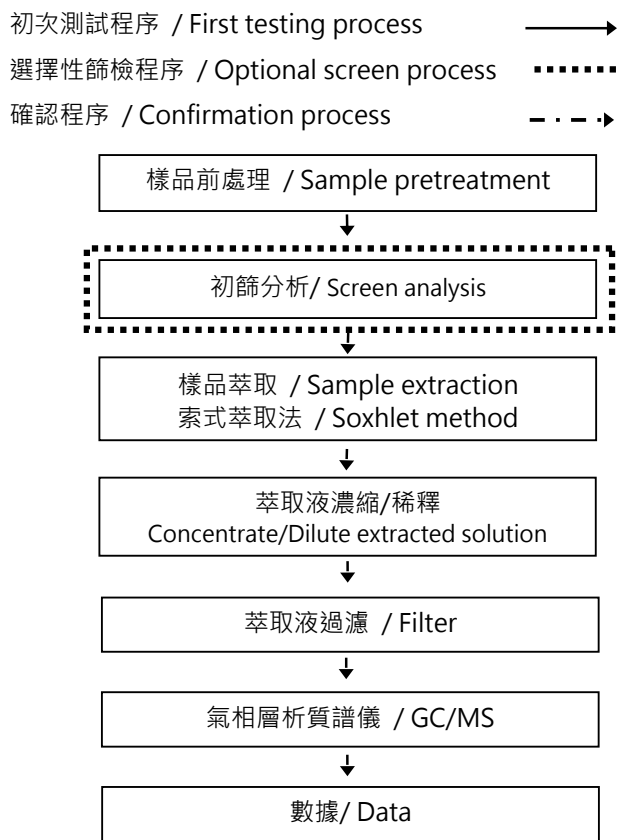 初次測試程序 / First testing process
選擇性篩檢程序 / Optional screen process
確認程序 / Confirmation process
樣品前處理 / Sample pretreatment
初篩分析/ Screen analysis
樣品萃取 / Sample extraction
索式萃取法 / Soxhlet method
萃取液濃縮/稀釋
Concentrate/Dilute extracted solution
萃取液過濾 / Filter
氣相層析質譜儀 / GC/MS
數據/ Data